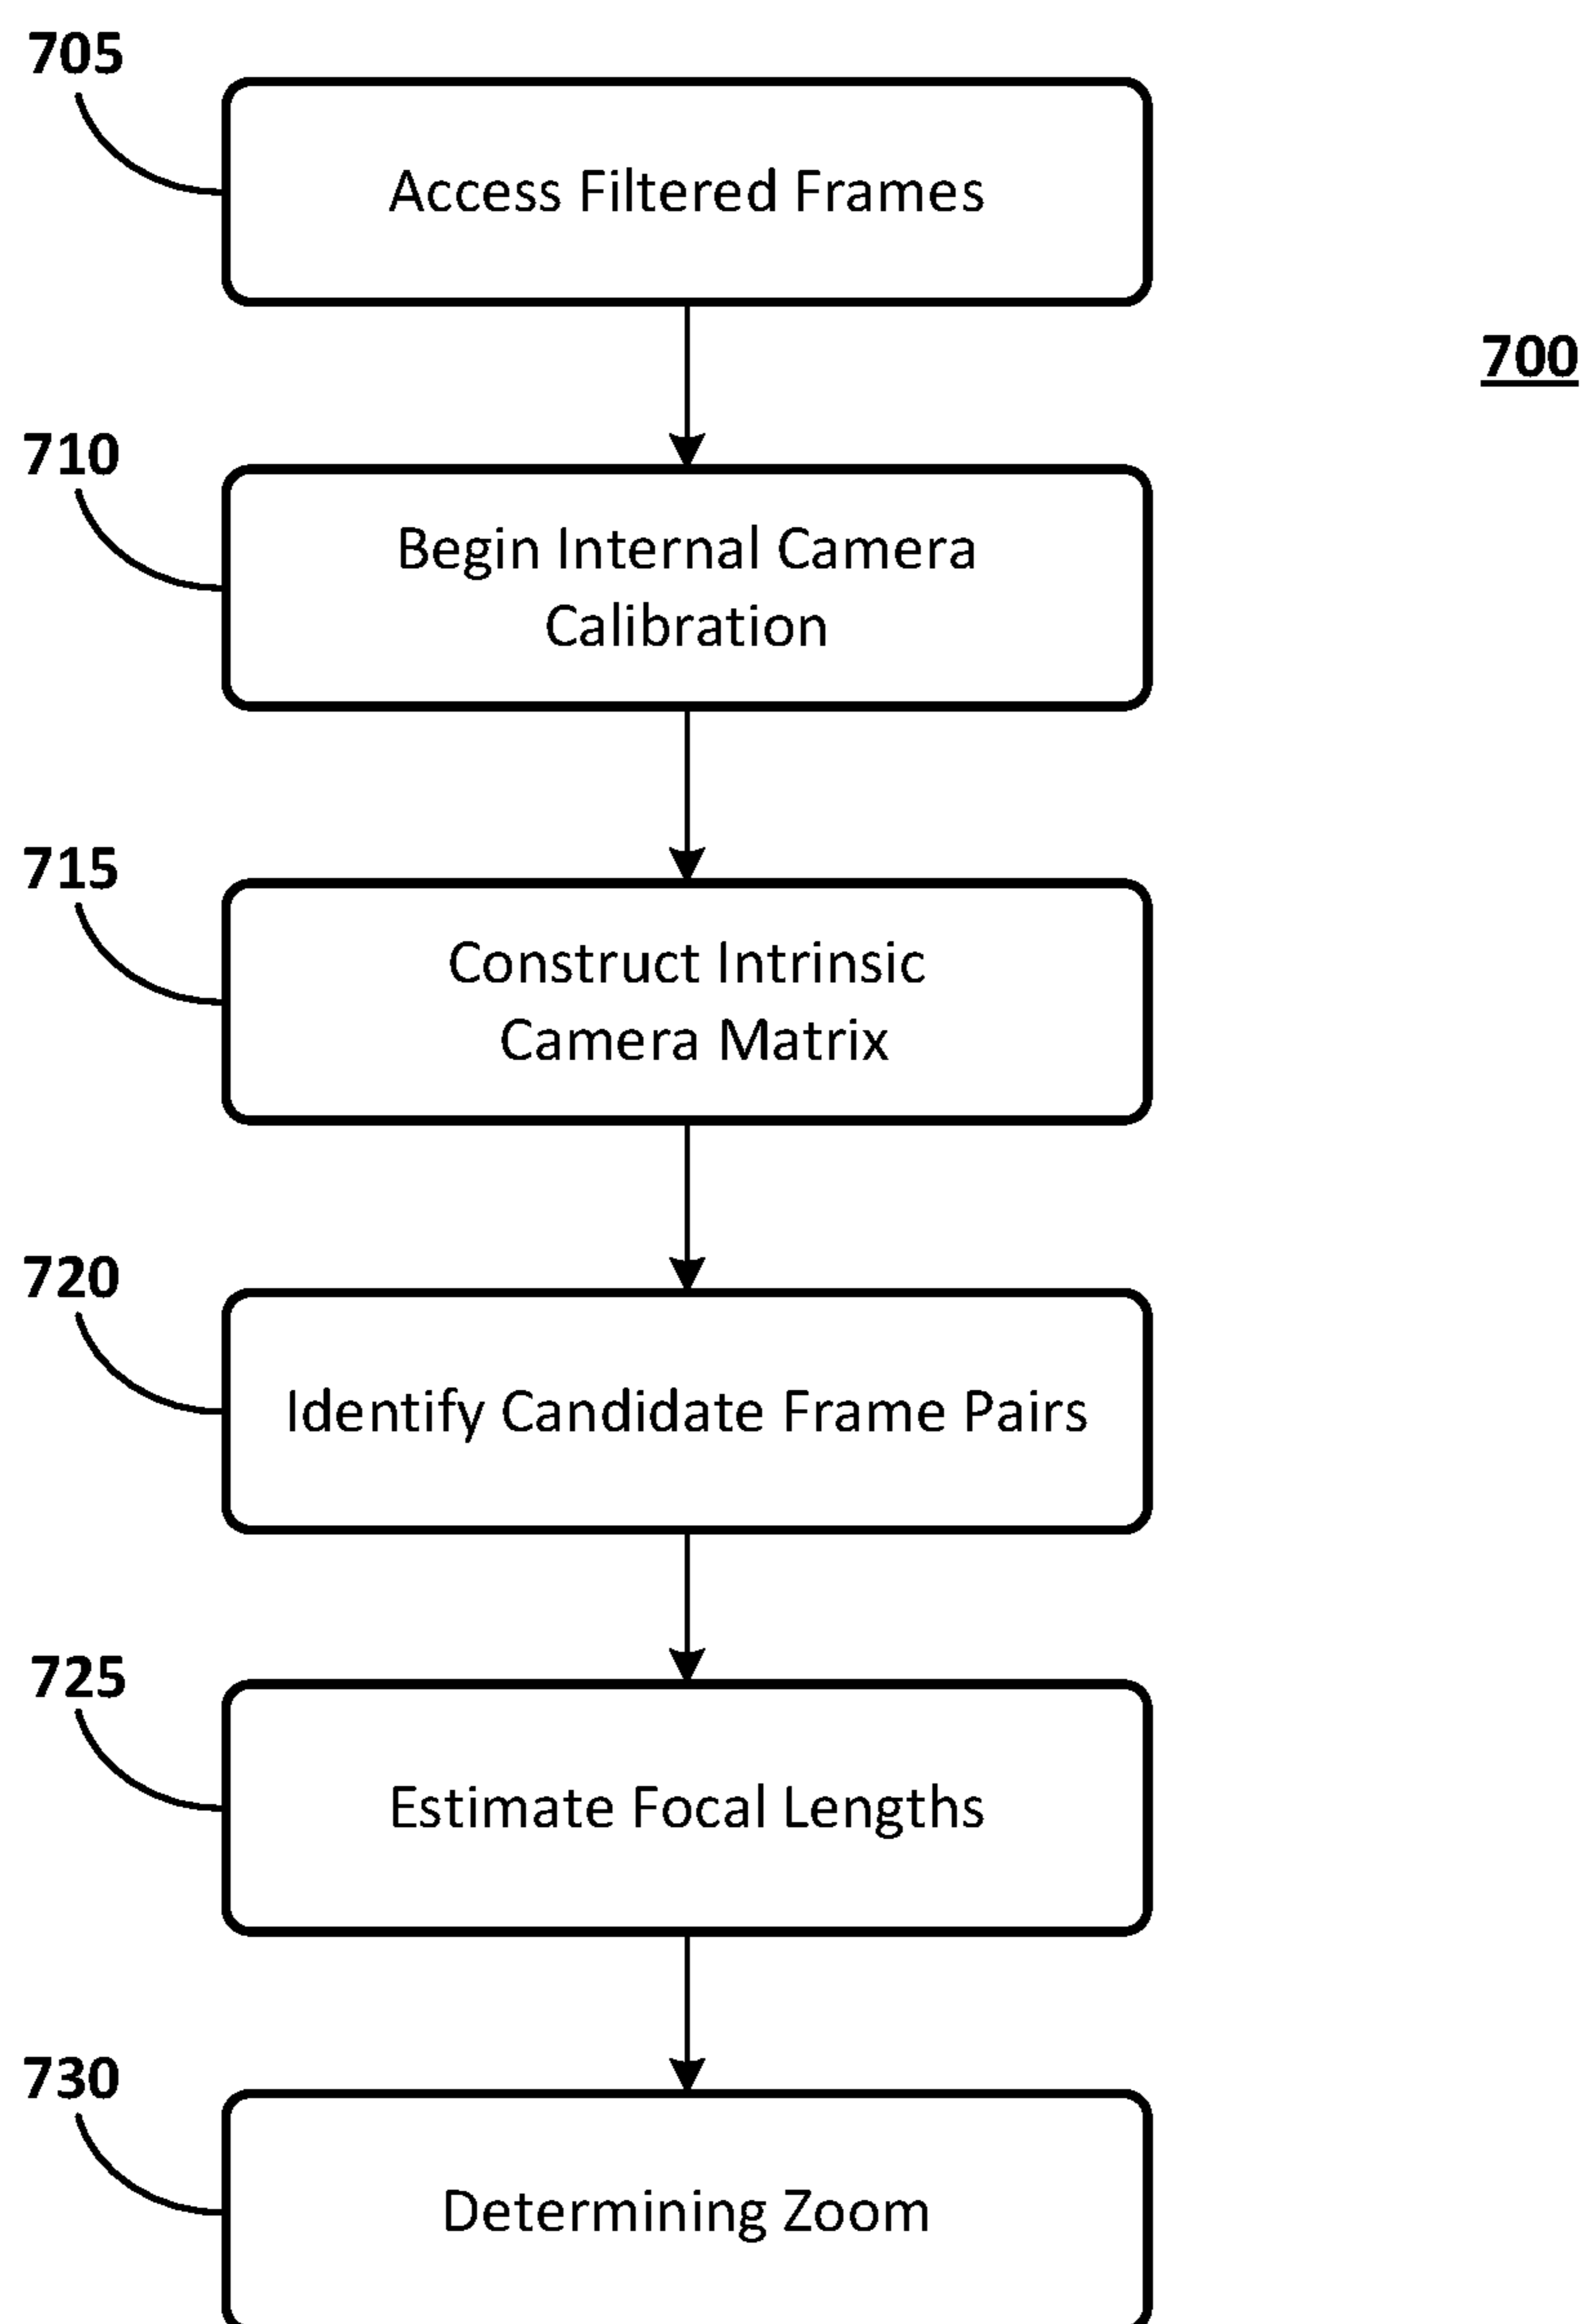 705
Access Filtered Frames
700
710
Begin Internal Camera
Calibration
715
Construct Intrinsic
Camera Matrix
720
Identify Candidate Frame Pairs
725
Estimate Focal Lengths
730
Determining Zoom